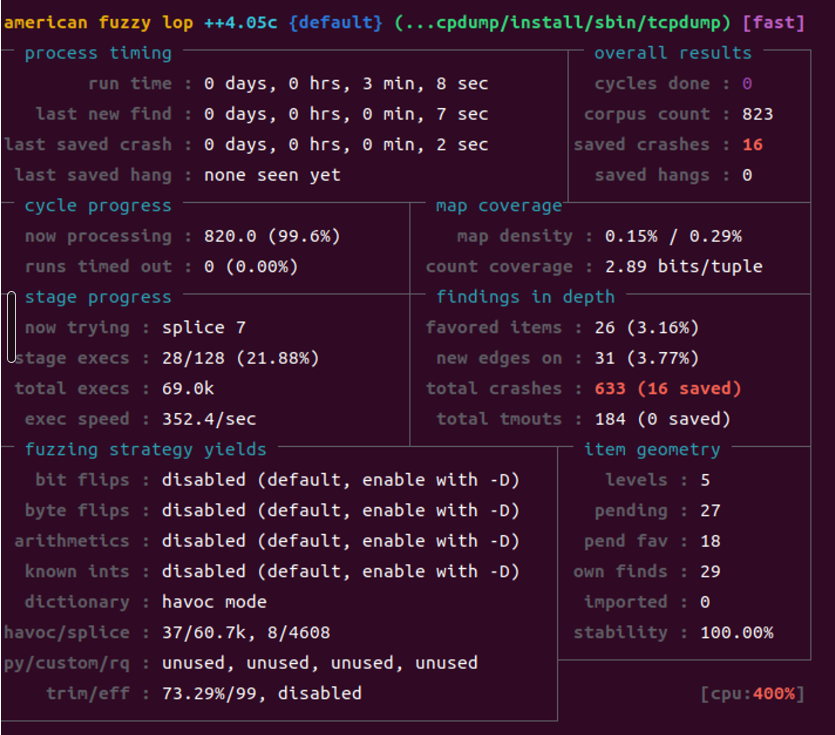 american fuzzy lop ++4.05c {default} (...cpdump/install/sbin/tcpdump) [fast]
process timing
run time : 0 days, 0 hrs, 3 min, 8 sec
last new find : 0 days, 0 hrs, 0 min, 7 sec
last saved crash : 0 days, 0 hrs, 0 min, 2 sec
last saved hang : none seen yet
overall results
cycles done : 0
corpus count : 823
saved crashes : 16
saved hangs : 0
cycle progress
now processing : 820.0 (99.6%)
runs timed out : 0 (0.00%)
map coverage
map density : 0.15% / 0.29%
count coverage : 2.89 bits/tuple
stage progress
now trying : splice 7
stage execs : 28/128 (21.88%)
total execs : 69.0k
exec speed : 352.4/sec
findings in depth
favored items : 26 (3.16%)
new edges on : 31 (3.77%)
total crashes : 633 (16 saved)
total tmouts : 184 (0 saved)
fuzzing strategy yields
bit flips : disabled (default, enable with -D)
byte flips : disabled (default, enable with -D)
arithmetics : disabled (default, enable with -D)
known ints : disabled (default, enable with -D)
dictionary : havoc mode
havoc/splice : 37/60.7k, 8/4608
py/custom/rq : unused, unused, unused, unused
trim/eff : 73.29%/99, disabled
item geometry
levels : 5
pending : 27
pend fav : 18
own finds : 29
imported : 0
stability : 100.00%
[cpu:400%]